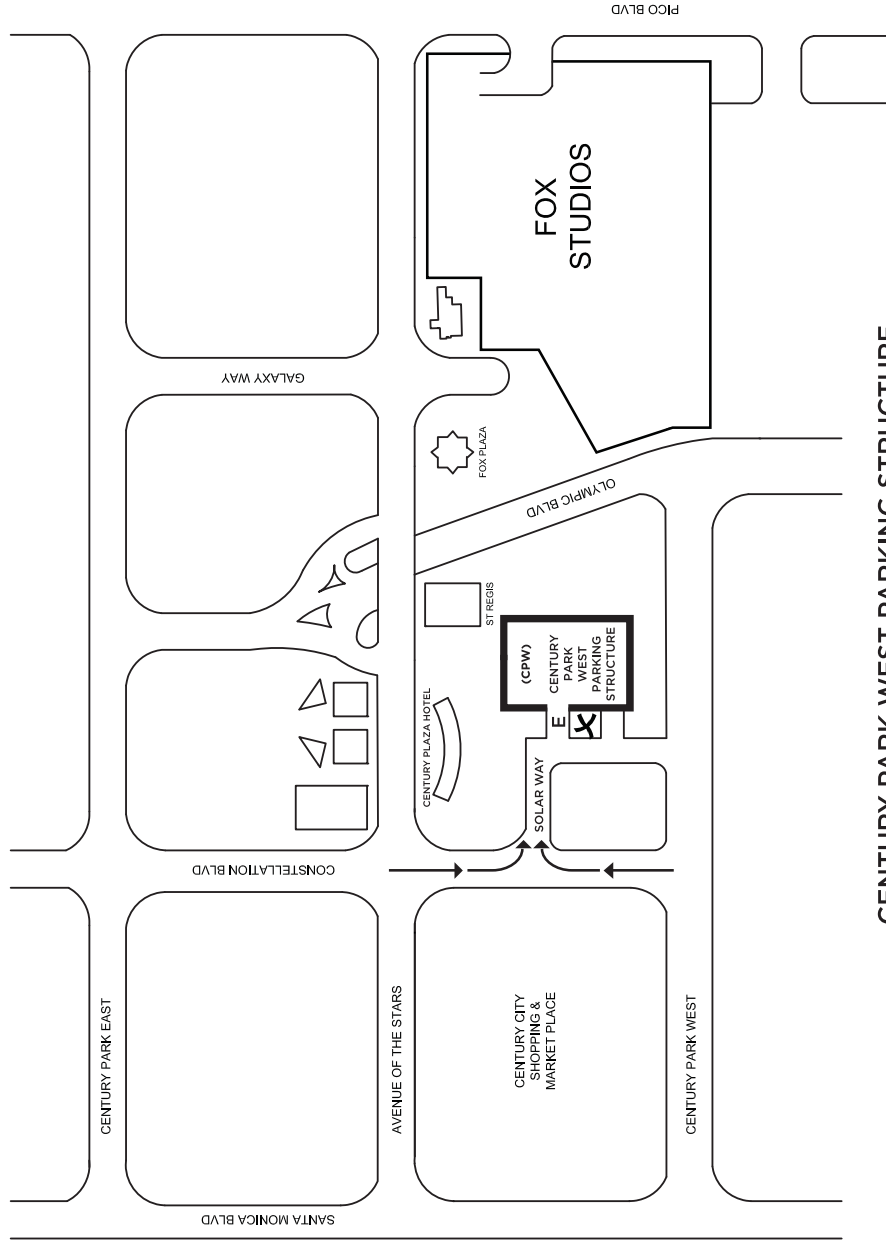 PICO BLVD
FOX
STUDIOS
GALAXY WAY
FOX PLAZA
OLYMPIC BLVD
ST REGIS
(CPW)
CENTURY
PARK
WEST
PARKING
STRUCTURE
E
CENTURY PLAZA HOTEL
SOLAR WAY
CONSTELLATION BLVD
CENTURY PARK EAST
AVENUE OF THE STARS
CENTURY CITY
SHOPPING &
MARKET PLACE
CENTURY PARK WEST
SANTA MONICA BLVD
CENTURY PARK WEST PARKING STRUCTURE